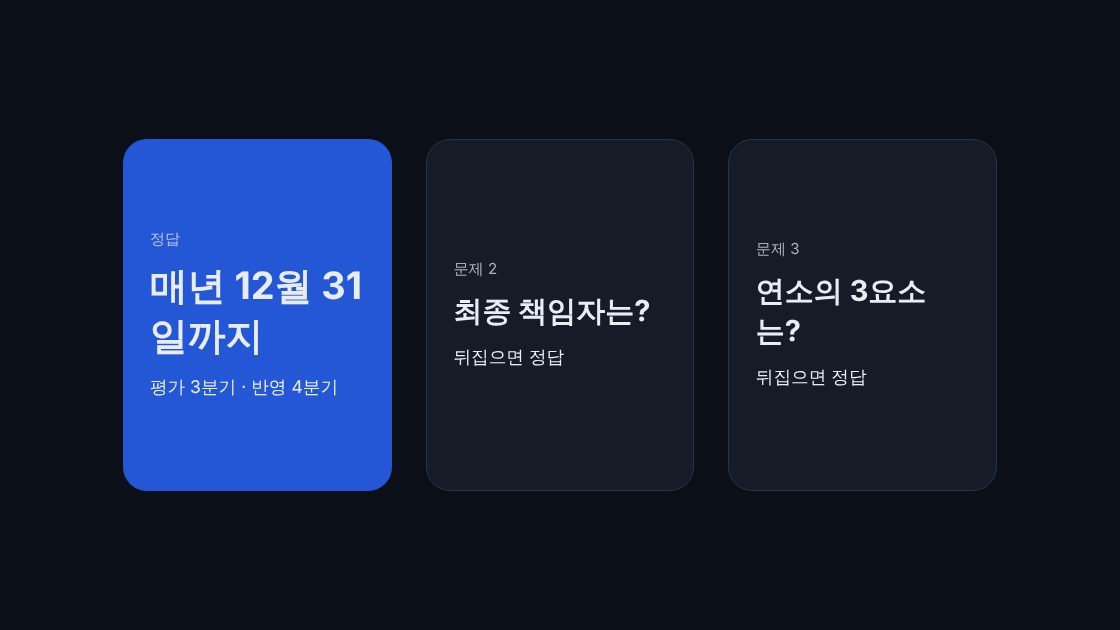 정답
매년 12월 31
일까지
평가 3분기 · 반영 4분기
문제 2
최종 책임자는?
뒤집으면 정답
문제 3
연소의 3요소
는?
뒤집으면 정답